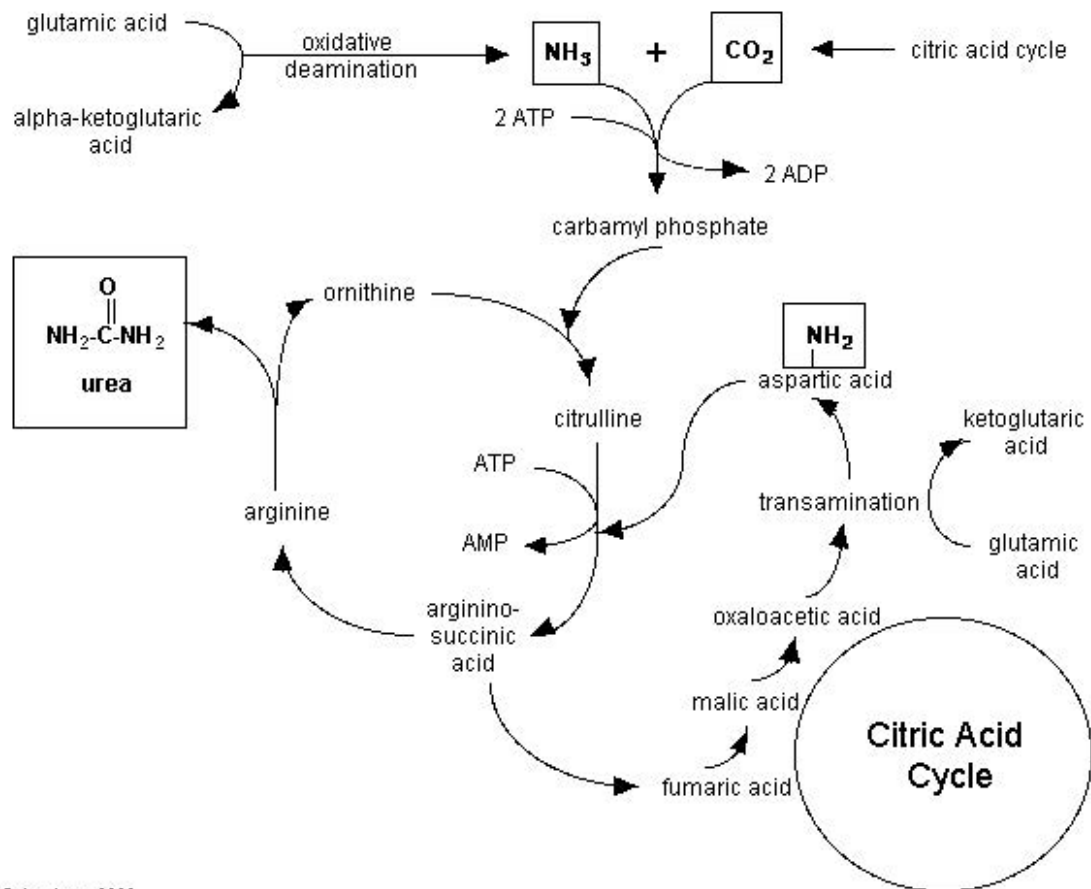 glutamic acid
oxidative
deamination
NH3 + CO2
citric acid cycle
alpha-ketoglutaric
acid
2 ATP
2 ADP
carbamyl phosphate
O
NH2-C-NH2
urea
ornithine
NH2
aspartic acid
citrulline
ketoglutaric
acid
ATP
transamination
arginine
AMP
glutamic
acid
arginino-
succinic
acid
oxaloacetic acid
malic acid
Citric Acid
Cycle
fumaric acid